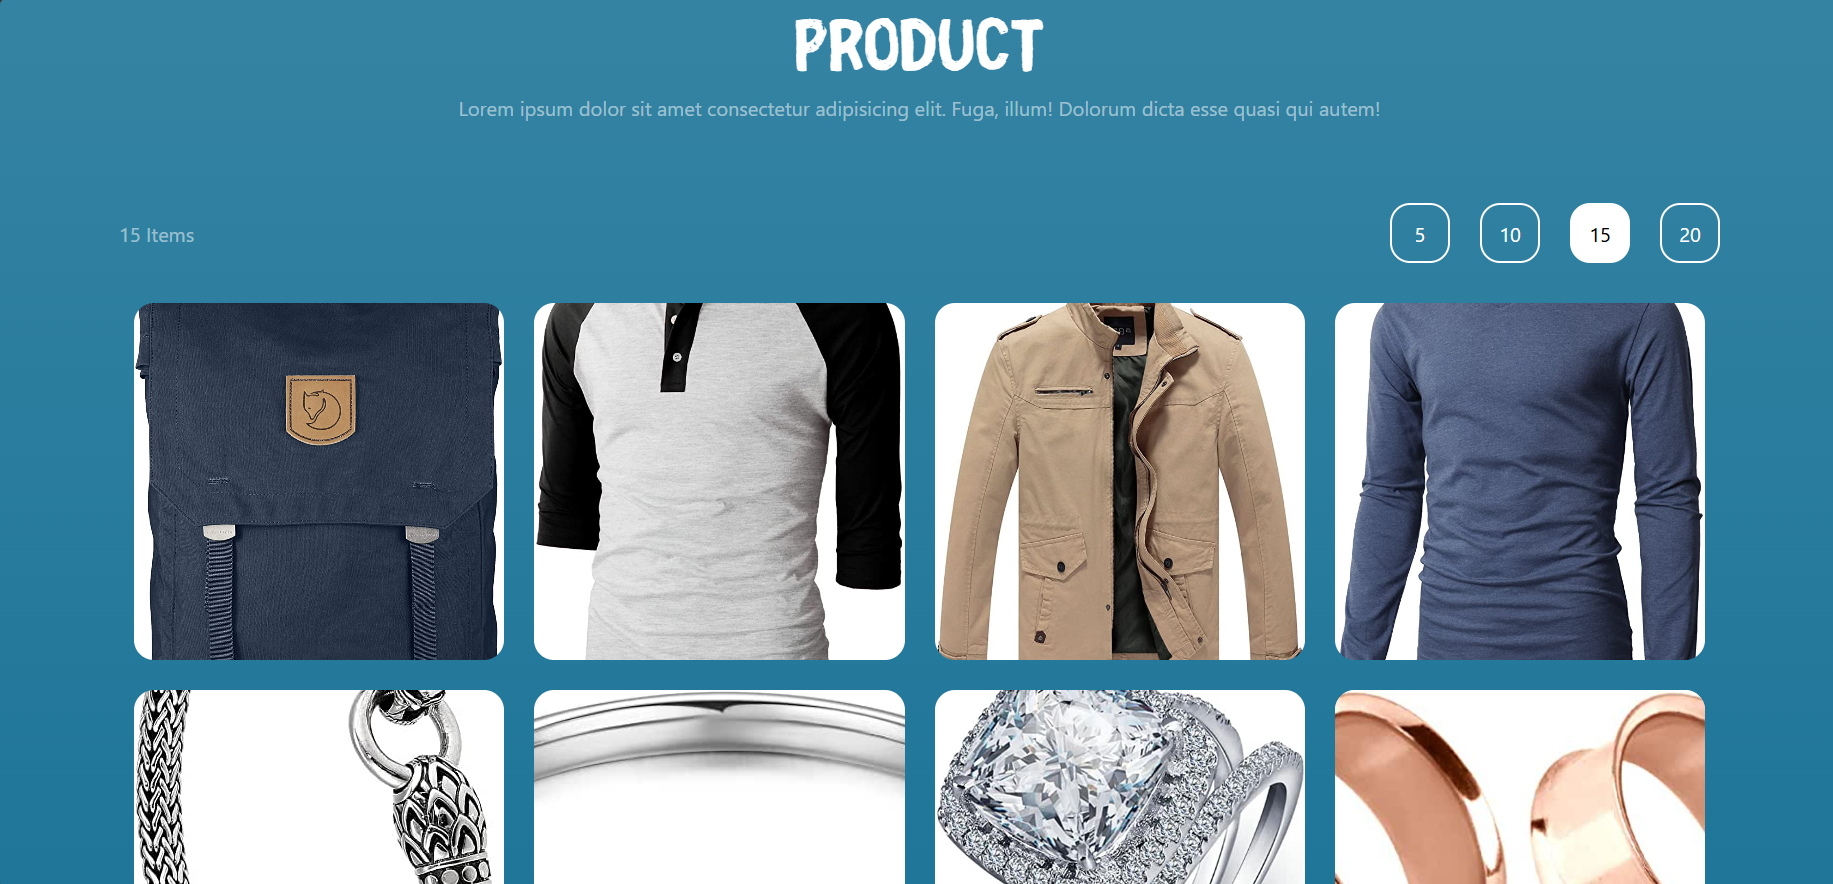 PRODUCT
Lorem ipsum dolor sit amet consectetur adipisicing elit. Fuga, illum! Dolorum dicta esse quasi qui autem!
15 Items
5
10
15
20